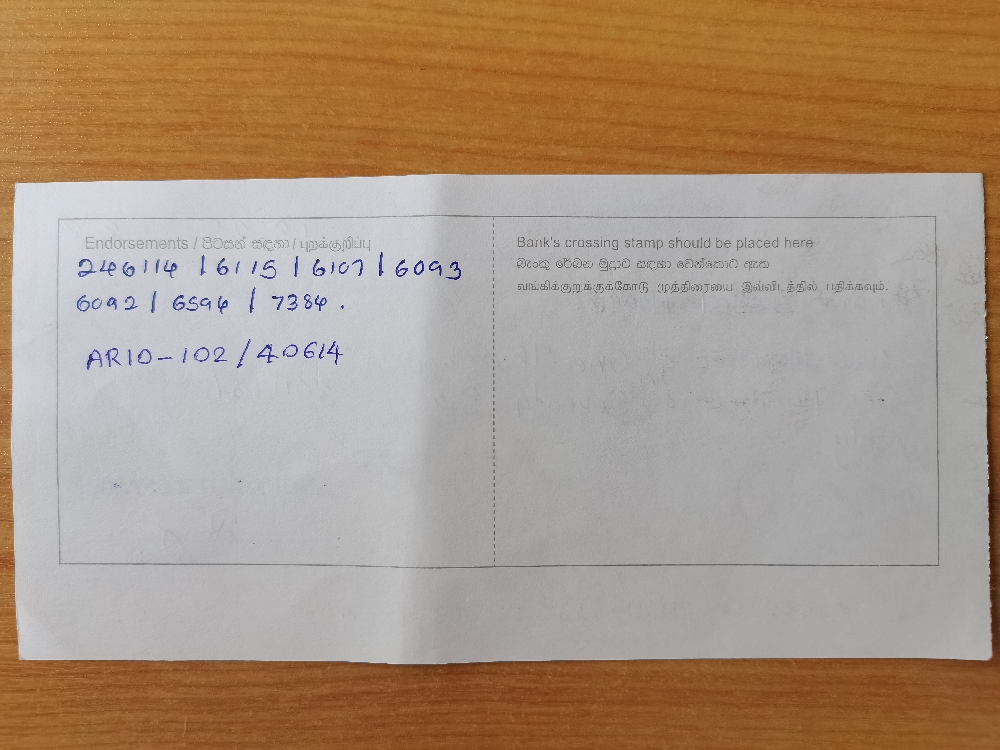 Endorsements / පිටසන් සඳහා / புறக்குறிப்பு
246114 / 6115 / 6107 / 6093
6092 / 6594 / 7384 .
AR10-102 / 40614
Bank's crossing stamp should be placed here
බැංකු රේඛන මුද්‍රාව සඳහා වෙන්කොට ඇත
வங்கிக்குறுக்குக்கோடு முத்திரையை இவ்விடத்தில் பதிக்கவும்.